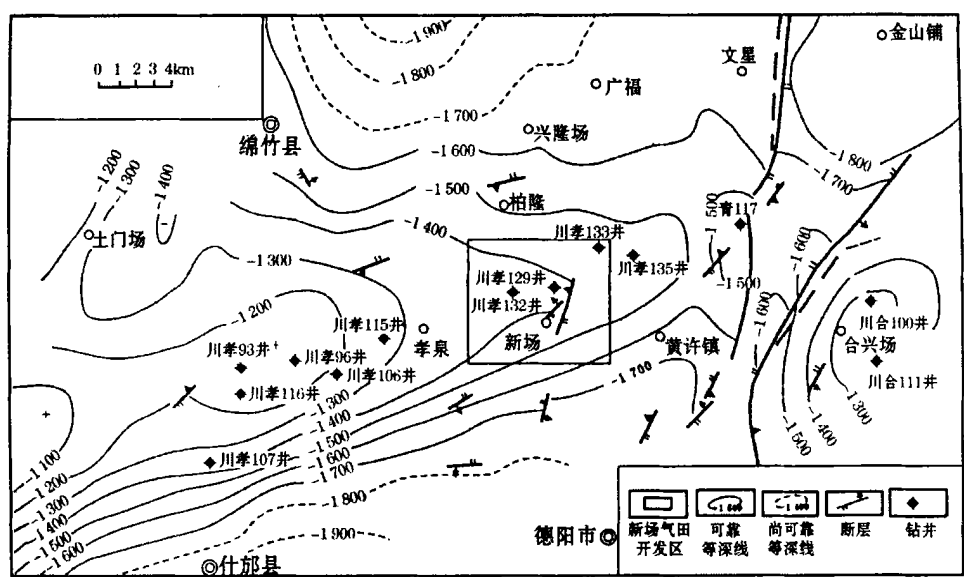 -1900
金山铺
文星
0 1 2 3 4km
-1800
广福
-1700
绵竹县
兴隆场
-1600
-1800
-1700
-1200
-1300
-1400
-1500
柏隆
-1500
青117
土门场
-1400
川孝133井
-1600
-1300
川孝135井
川孝129井
-1500
川孝132井
-1200
-1600
川合100井
川孝115井
新场
黄许镇
合兴场
川孝93井
孝泉
川孝96井
川孝106井
川合111井
-1700
川孝116井
-1300
-1300
-1400
-1400
-1500
-1500
-1100
川孝107井
-1600
-1700
-1200
-1300
-1800
-1400
-1500
-1600
-1900
什邡县
德阳市
新场气田
开发区
可靠
等深线
尚可靠
等深线
断层
钻井